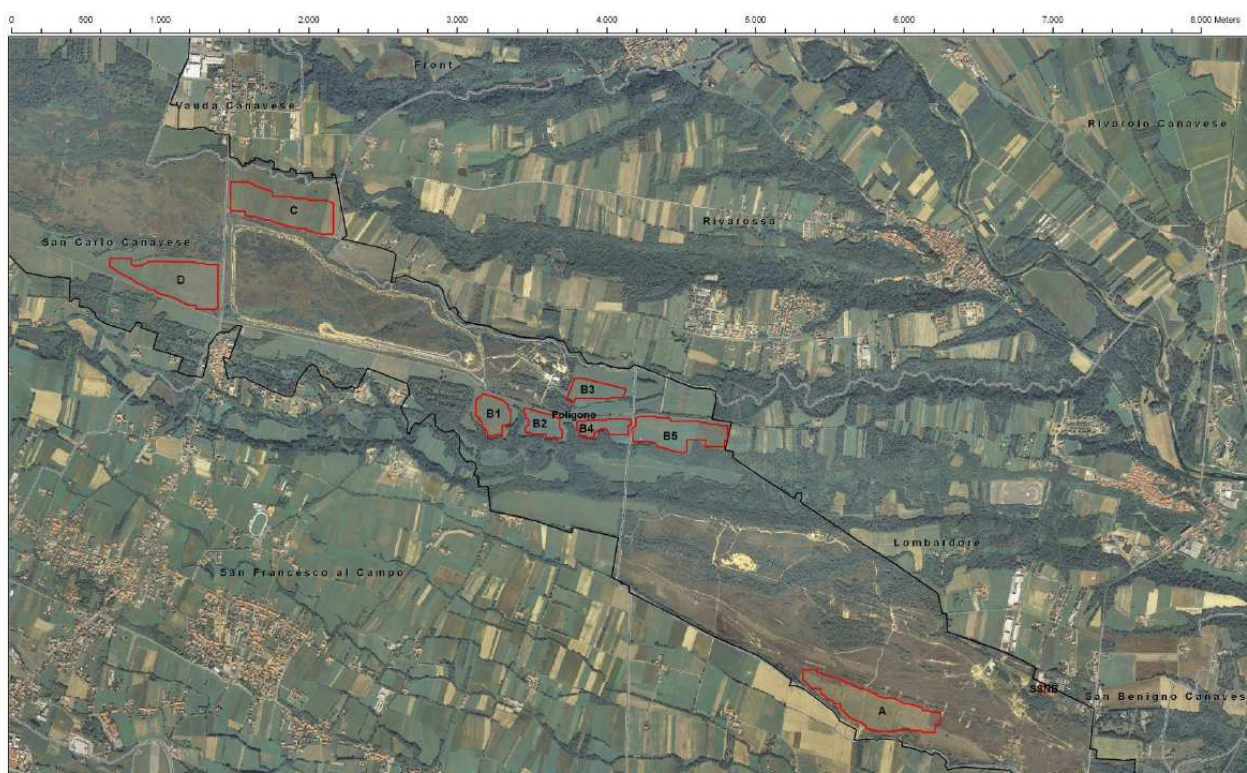 0 500 1.000 2.000 3.000 4.000 5.000 6.000 7.000 8.000 Meters
Front
Vauda Canavese
Rivarolo Canavese
C
Rivarossa
San Carlo Canavese
D
B3
B1
Poligono
B2
B4
B5
Lombardore
San Francesco al Campo
SSNB
San Benigno Canaves
A